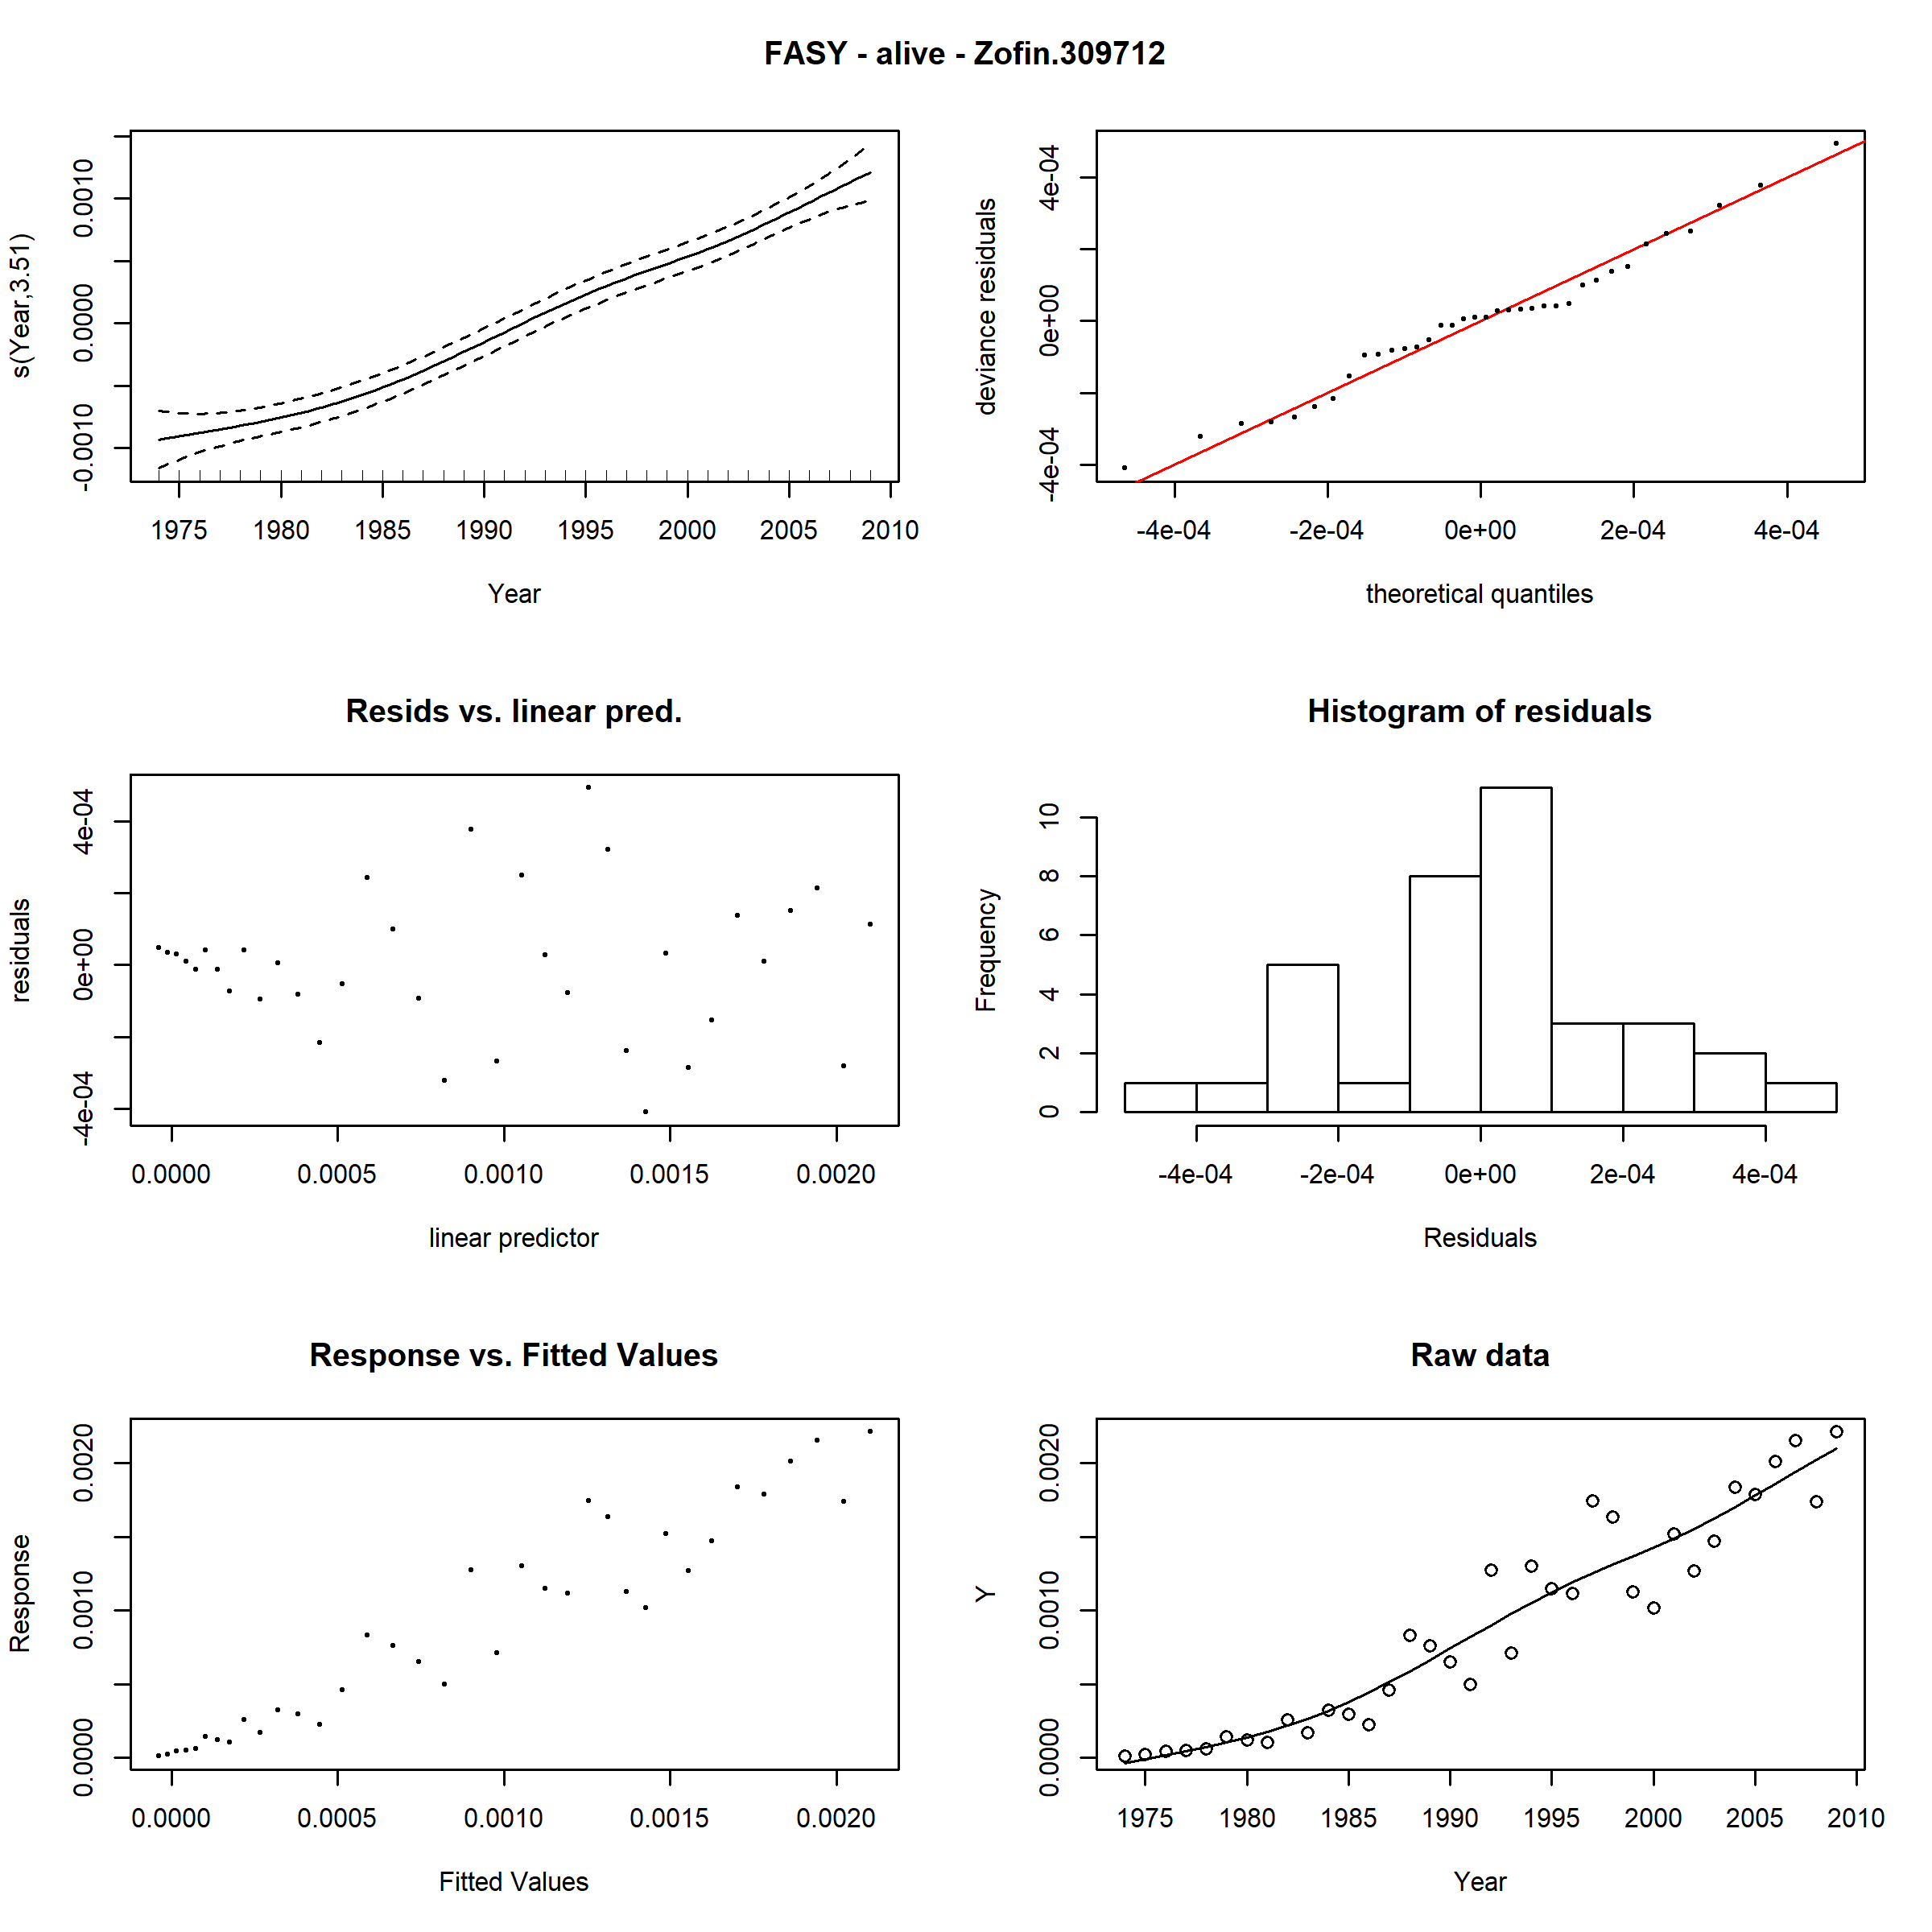 FASY - alive - Zofin.309712
s(Year,3.51)
-0.0010 0.0000 0.0010
1975 1980 1985 1990 1995 2000 2005 2010
Year
deviance residuals
-4e-04 0e+00 4e-04
-4e-04 -2e-04 0e+00 2e-04 4e-04
theoretical quantiles
Resids vs. linear pred.
residuals
-4e-04 0e+00 4e-04
0.0000 0.0005 0.0010 0.0015 0.0020
linear predictor
Histogram of residuals
Frequency
0 2 4 6 8 10
-4e-04 -2e-04 0e+00 2e-04 4e-04
Residuals
Response vs. Fitted Values
Response
0.0000 0.0010 0.0020
0.0000 0.0005 0.0010 0.0015 0.0020
Fitted Values
Raw data
Y
0.0000 0.0010 0.0020
1975 1980 1985 1990 1995 2000 2005 2010
Year